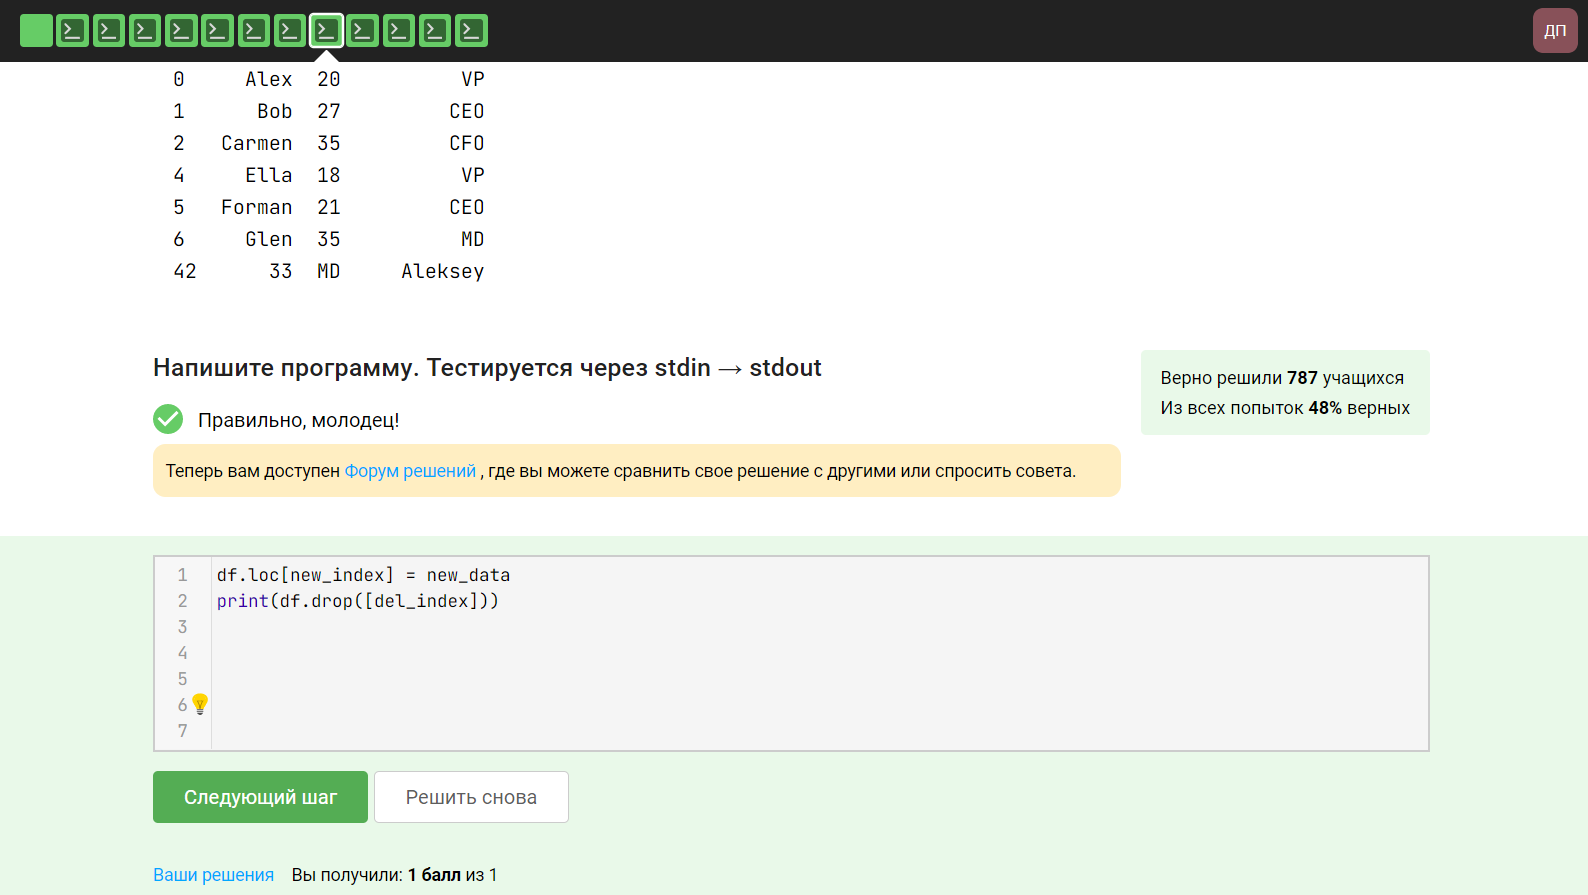 ДП
0 Alex 20 VP
1 Bob 27 CEO
2 Carmen 35 CFO
4 Ella 18 VP
5 Forman 21 CEO
6 Glen 35 MD
42 33 MD Aleksey
Напишите программу. Тестируется через stdin → stdout
Верно решили 787 учащихся
Из всех попыток 48% верных
Правильно, молодец!
Теперь вам доступен Форум решений , где вы можете сравнить свое решение с другими или спросить совета.
1 df.loc[new_index] = new_data
2 print(df.drop([del_index]))
3
4
5
6
7
Следующий шаг Решить снова
Ваши решения Вы получили: 1 балл из 1